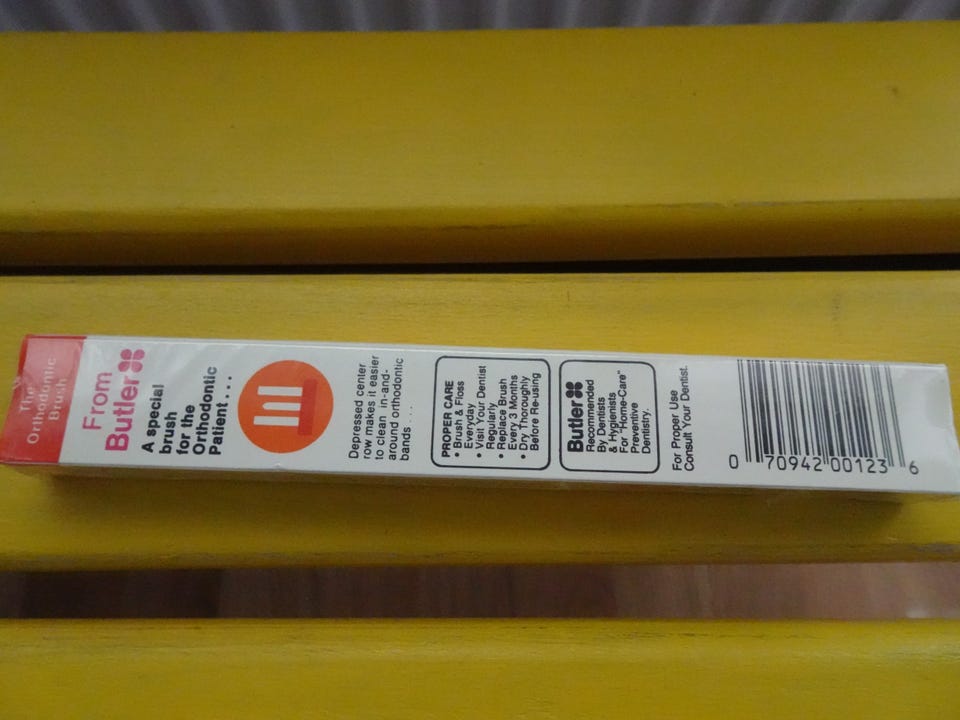 The
Orthodontic
Brush
From
Butler
A special
brush
for the
Orthodontic
Patient . . .
Depressed center
row makes it easier
to clean in-and-
around orthodontic
bands . . .
PROPER CARE
• Brush & Floss
Everyday
• Visit Your Dentist
Regularly
• Replace Brush
Every 3 Months
• Dry Thoroughly
Before Re-using
Butler
Recommended
By Dentists
& Hygienists
For "Home-Care"
Preventive
Dentistry.
For Proper Use
Consult Your Dentist.
0 70942 00123 6